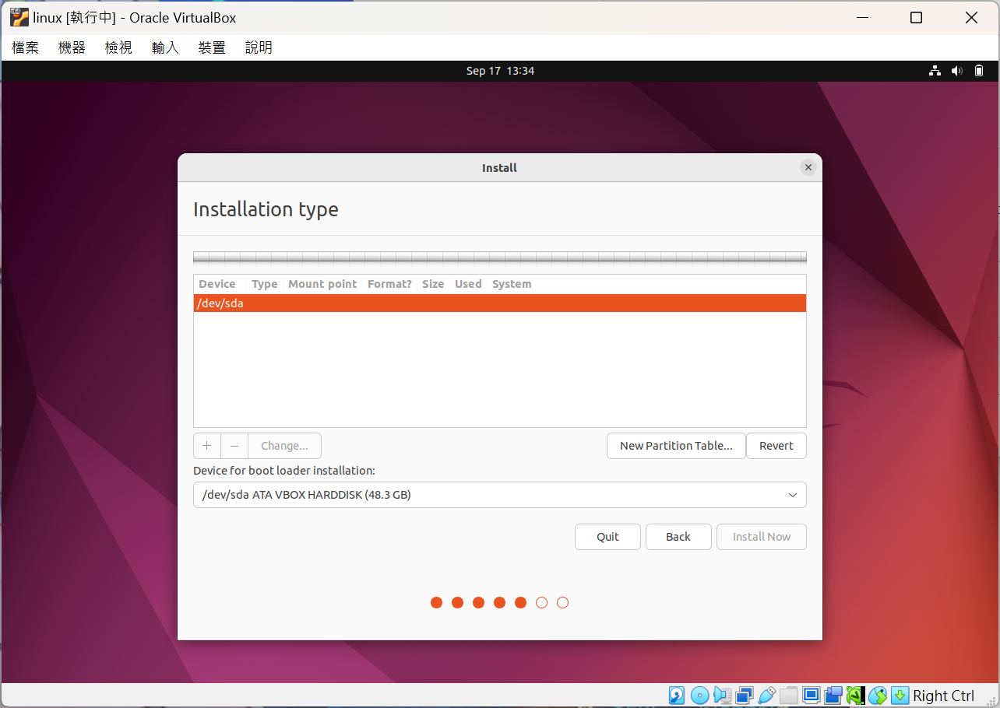 linux [執行中] - Oracle VirtualBox
檔案 機器 檢視 輸入 裝置 說明
Sep 17 13:34
Install
Installation type
Device Type Mount point Format? Size Used System
/dev/sda
+ − Change... New Partition Table... Revert
Device for boot loader installation:
/dev/sda ATA VBOX HARDDISK (48.3 GB)
Quit Back Install Now
Right Ctrl